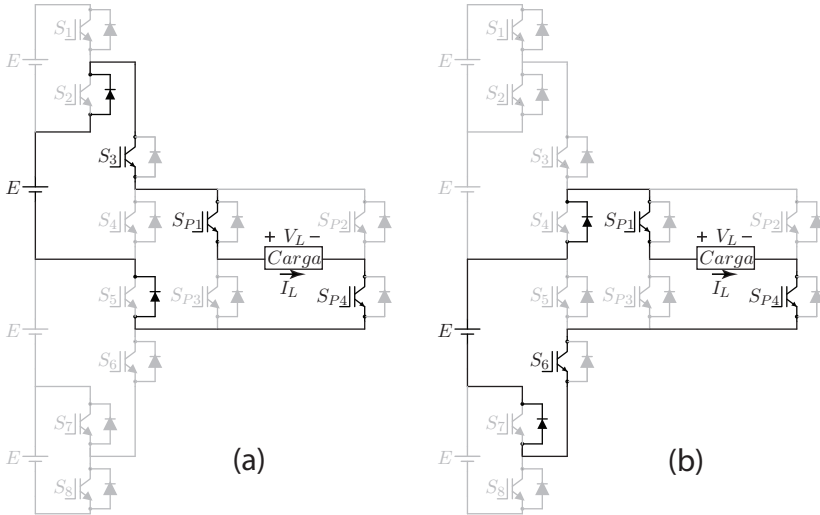 S1
E
S2
S3
E
S4
SP1
SP2
+ VL −
Carga
IL
S5
SP3
SP4
E
S6
S7
E
S8
(a)
S1
E
S2
S3
E
S4
SP1
SP2
+ VL −
Carga
IL
S5
SP3
SP4
E
S6
S7
E
S8
(b)